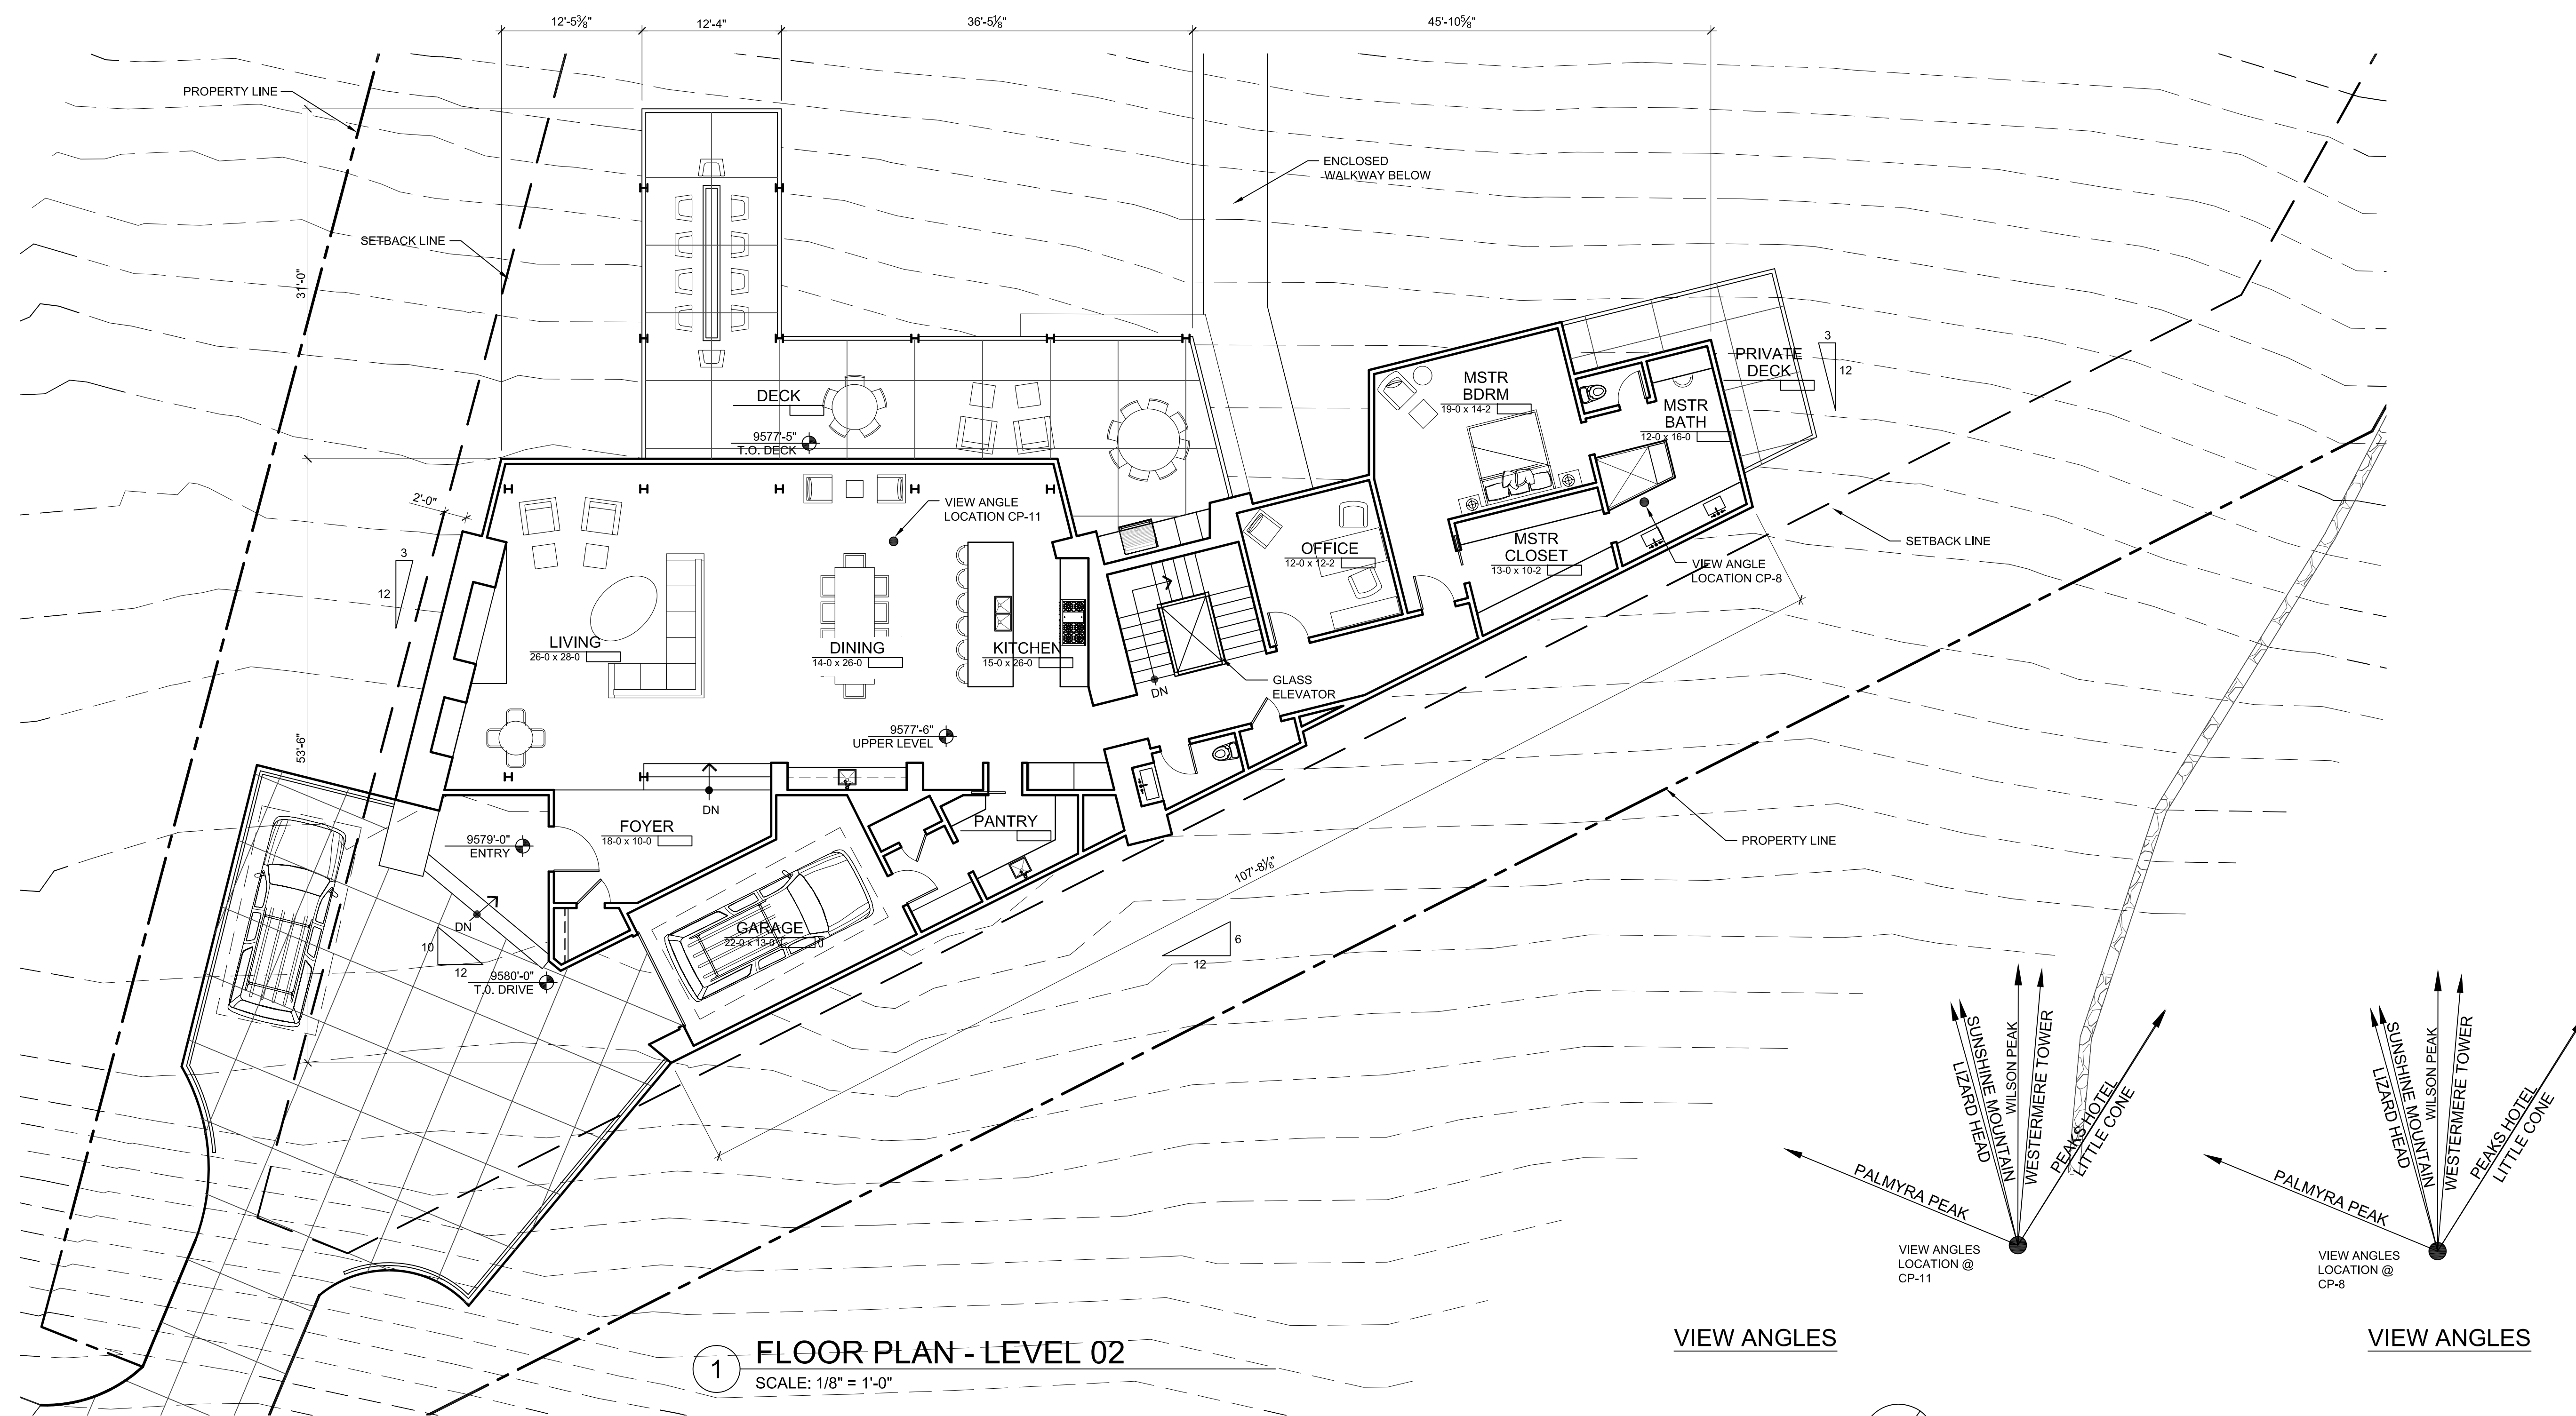 12'-5⅜"
12'-4"
36'-5⅛"
45'-10⅝"
PROPERTY LINE
ENCLOSED
WALKWAY BELOW
SETBACK LINE
31'-0"
3
12
PRIVATE
DECK
MSTR
BDRM
19-0 x 14-2
DECK
MSTR
BATH
12-0 x 16-0
9577'-5"
T.O. DECK
2'-0"
VIEW ANGLE
LOCATION CP-11
SETBACK LINE
MSTR
CLOSET
13-0 x 10-2
OFFICE
12-0 x 12-2
3
12
VIEW ANGLE
LOCATION CP-8
LIVING
26-0 x 28-0
DINING
14-0 x 26-0
KITCHEN
15-0 x 26-0
GLASS
ELEVATOR
DN
9577'-6"
UPPER LEVEL
53'-6"
DN
FOYER
18-0 x 10-0
PANTRY
9579'-0"
ENTRY
PROPERTY LINE
107'-8⅛"
DN
GARAGE
22-0 x 13-0
10
12
6
12
9580'-0"
T.O. DRIVE
LIZARD HEAD
SUNSHINE MOUNTAIN
WILSON PEAK
WESTERMERE TOWER
PEAKS HOTEL
LITTLE CONE
PALMYRA PEAK
VIEW ANGLES
LOCATION @
CP-11
LIZARD HEAD
SUNSHINE MOUNTAIN
WILSON PEAK
WESTERMERE TOWER
PEAKS HOTEL
LITTLE CONE
PALMYRA PEAK
VIEW ANGLES
LOCATION @
CP-8
VIEW ANGLES
VIEW ANGLES
1
FLOOR PLAN - LEVEL 02
SCALE: 1/8" = 1'-0"